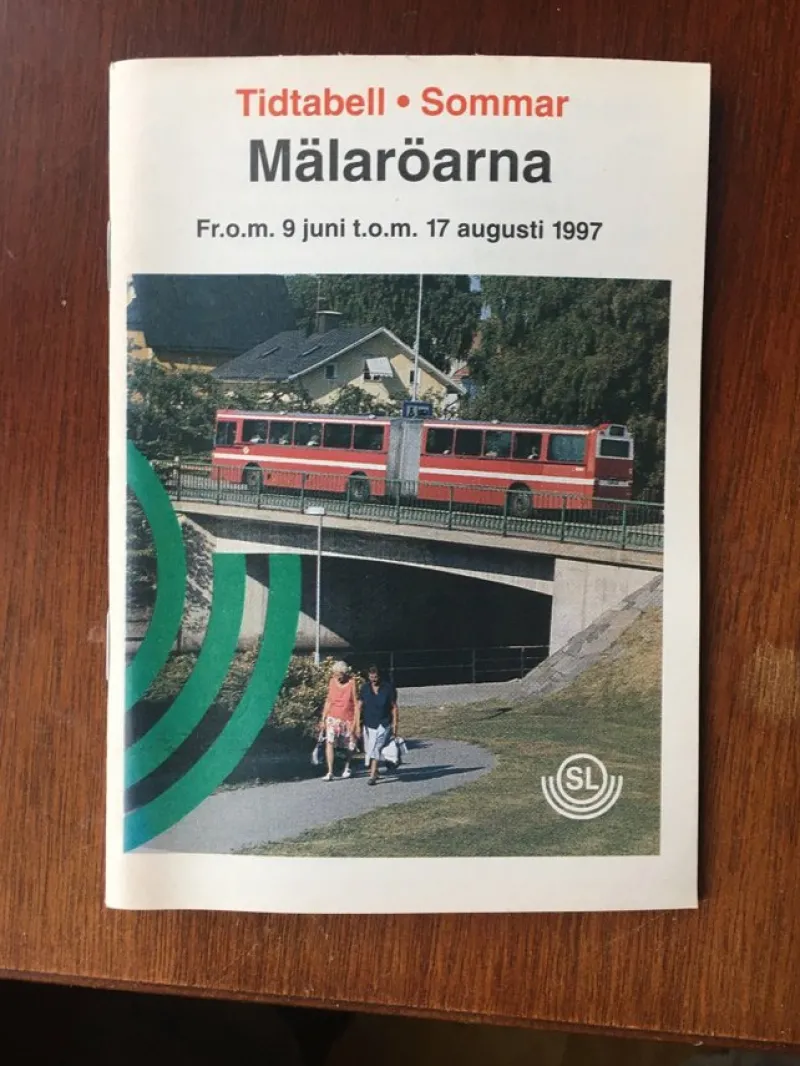 Tidtabell • Sommar
Mälaröarna
Fr.o.m. 9 juni t.o.m. 17 augusti 1997
SL